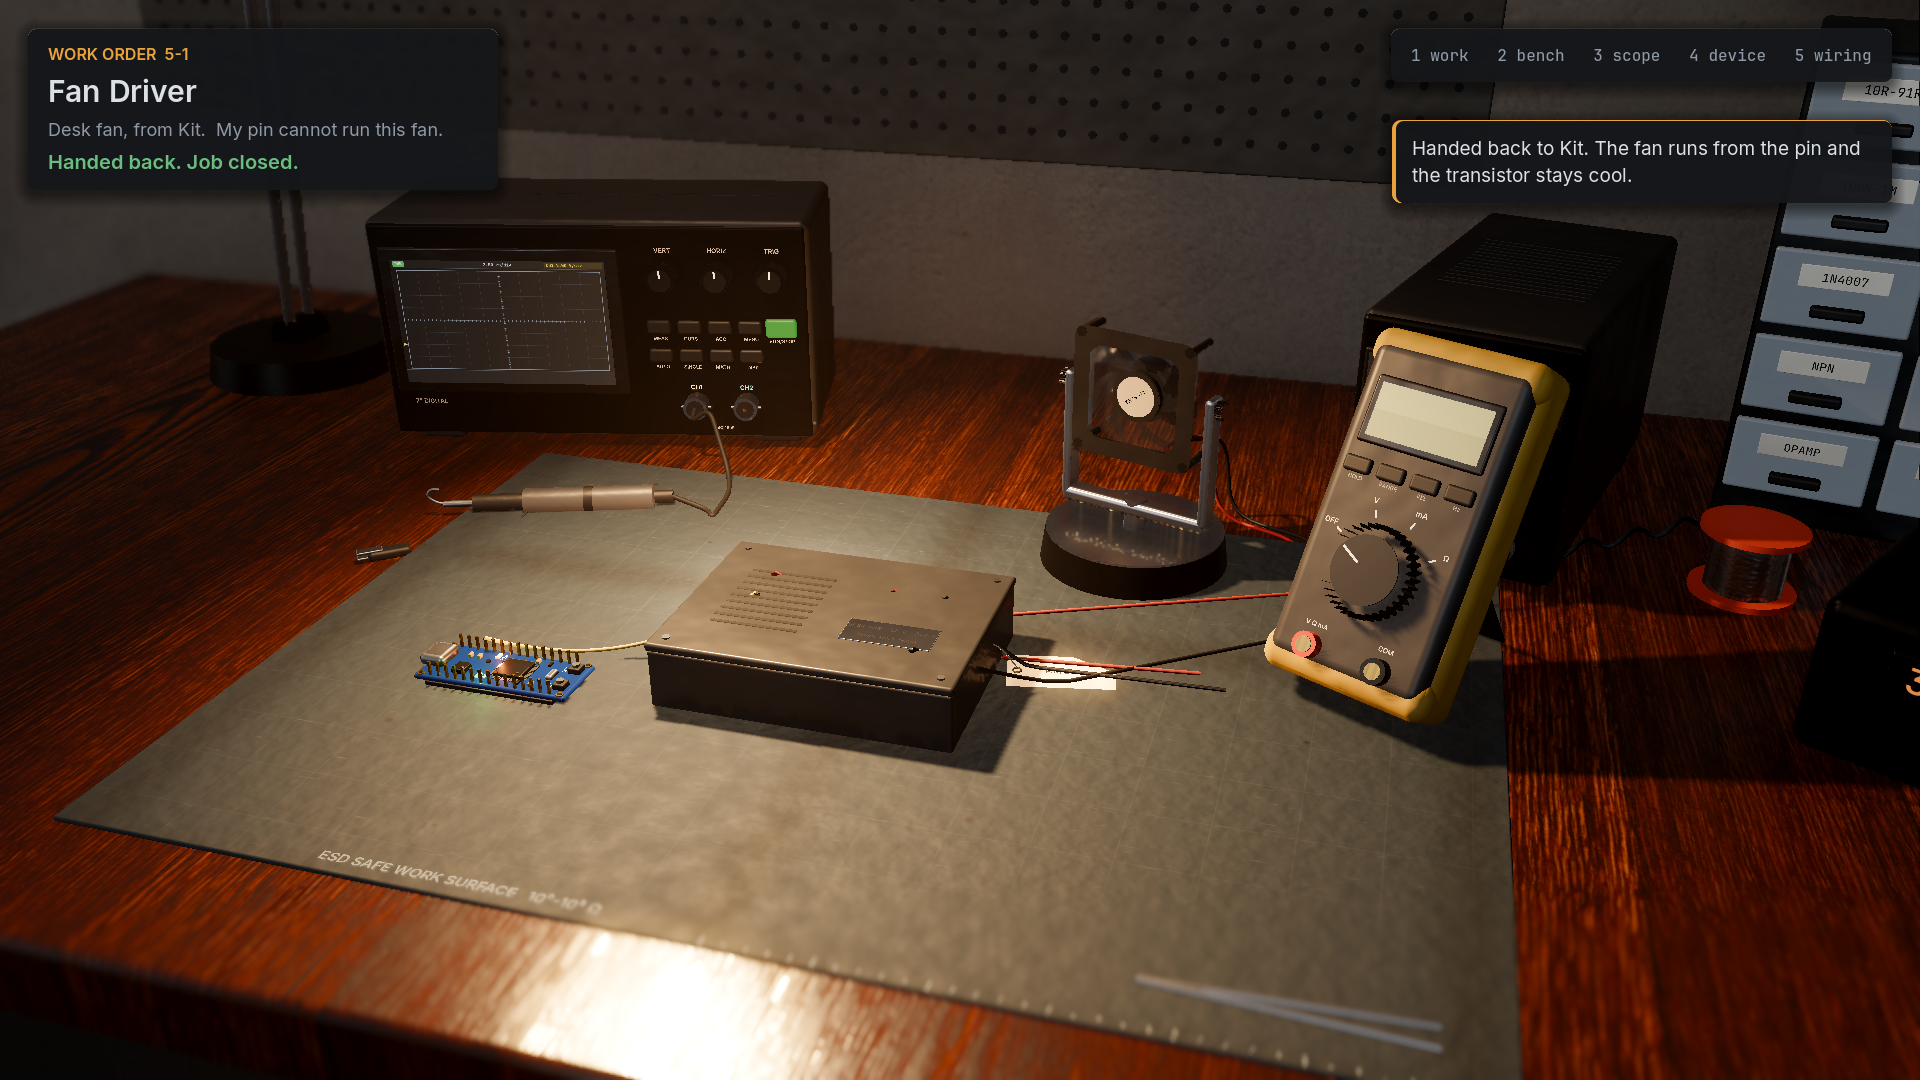 WORK ORDER 5-1
Fan Driver
Desk fan, from Kit. My pin cannot run this fan.
Handed back. Job closed.
1 work 2 bench 3 scope 4 device 5 wiring
Handed back to Kit. The fan runs from the pin and
the transistor stays cool.
VERT HORIZ TRIG
CH1 CH2
1N4007
NPN
OPAMP
HOLD
V
mA
OFF
Ω
VΩmA
COM
ESD SAFE WORK SURFACE
3